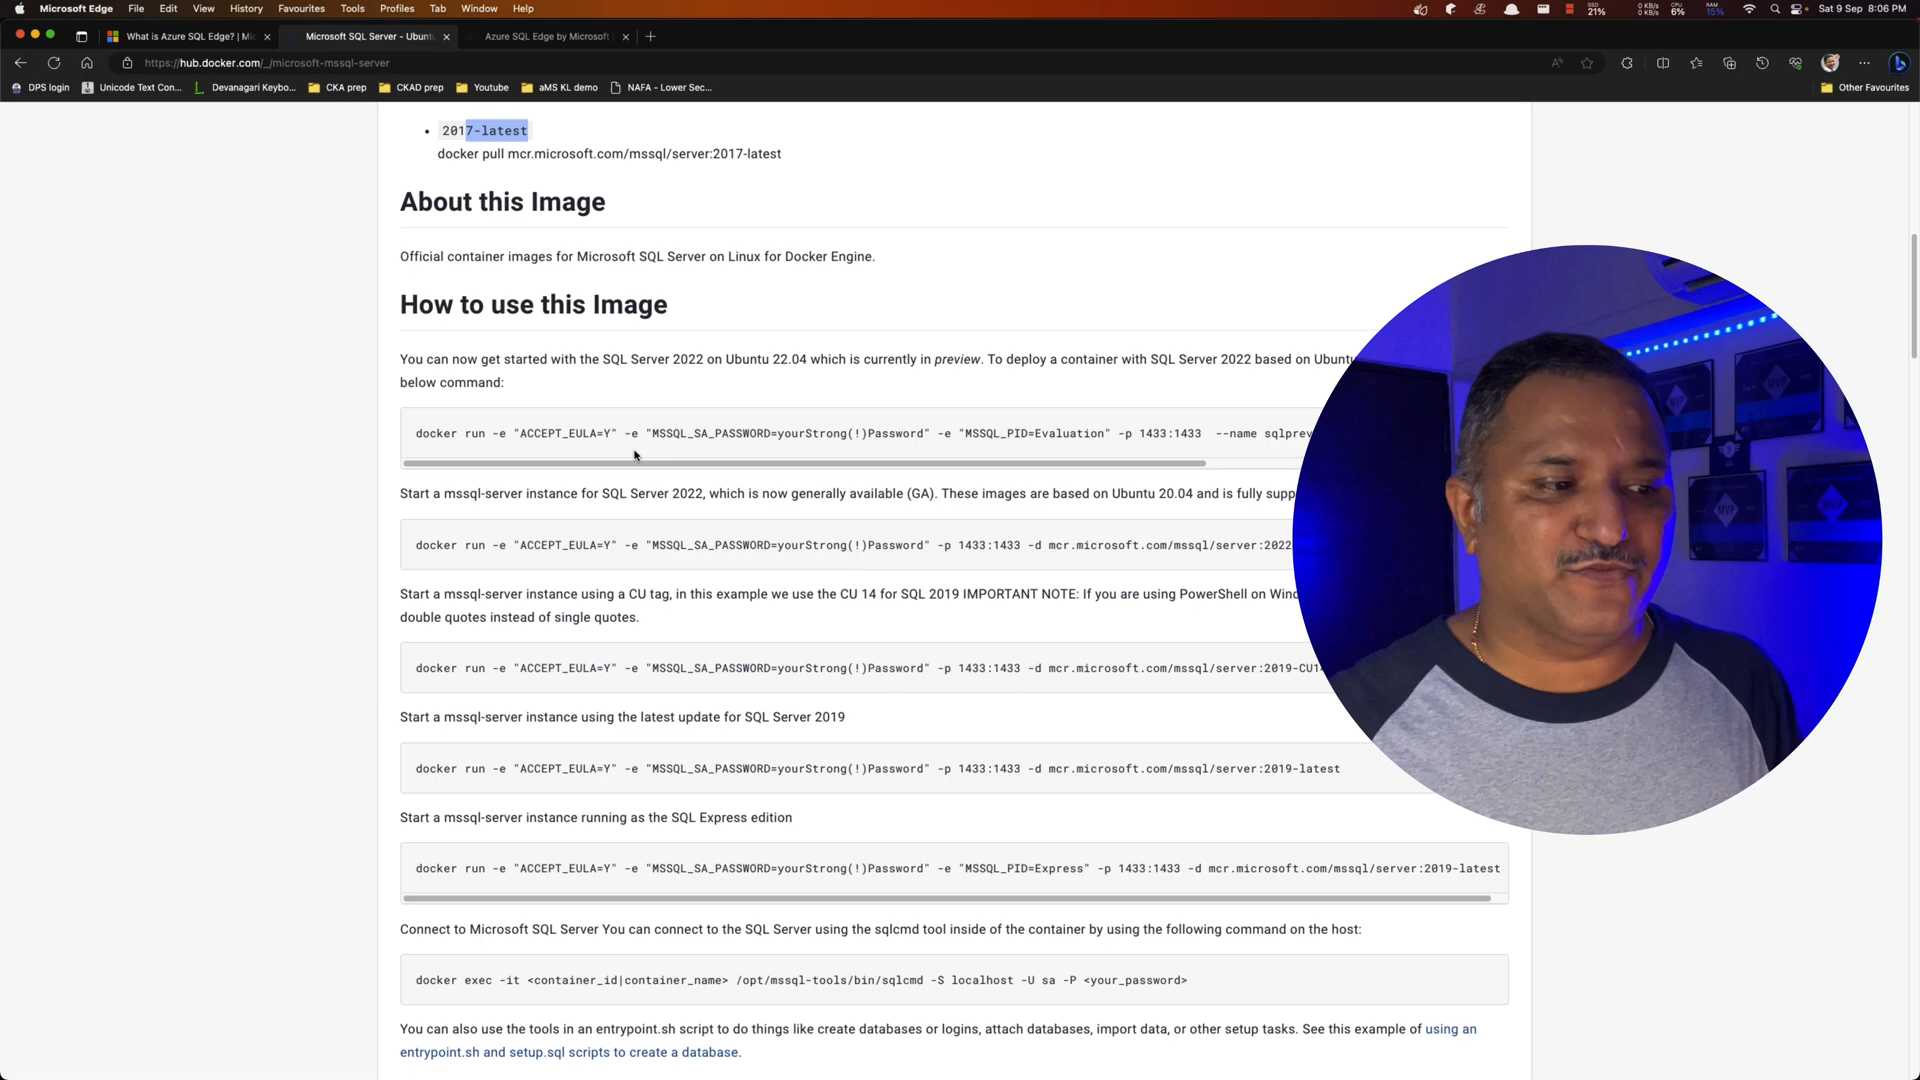 Microsoft Edge File Edit View History Favourites Tools Profiles Tab Window Help
SSD 21% 0 KB/s 0 KB/s CPU 6% RAM 15% Sat 9 Sep 8:06 PM
What is Azure SQL Edge? | Mic Microsoft SQL Server - Ubuntu Azure SQL Edge by Microsoft
https://hub.docker.com/_/microsoft-mssql-server
DPS login Unicode Text Con... Devanagari Keybo... CKA prep CKAD prep Youtube aMS KL demo NAFA - Lower Sec... Other Favourites
• 2017-latest
docker pull mcr.microsoft.com/mssql/server:2017-latest
About this Image
Official container images for Microsoft SQL Server on Linux for Docker Engine.
How to use this Image
You can now get started with the SQL Server 2022 on Ubuntu 22.04 which is currently in preview. To deploy a container with SQL Server 2022 based on Ubuntu
below command:
docker run -e "ACCEPT_EULA=Y" -e "MSSQL_SA_PASSWORD=yourStrong(!)Password" -e "MSSQL_PID=Evaluation" -p 1433:1433 --name sqlprev
Start a mssql-server instance for SQL Server 2022, which is now generally available (GA). These images are based on Ubuntu 20.04 and is fully supp
docker run -e "ACCEPT_EULA=Y" -e "MSSQL_SA_PASSWORD=yourStrong(!)Password" -p 1433:1433 -d mcr.microsoft.com/mssql/server:2022
Start a mssql-server instance using a CU tag, in this example we use the CU 14 for SQL 2019 IMPORTANT NOTE: If you are using PowerShell on Winc
double quotes instead of single quotes.
docker run -e "ACCEPT_EULA=Y" -e "MSSQL_SA_PASSWORD=yourStrong(!)Password" -p 1433:1433 -d mcr.microsoft.com/mssql/server:2019-CU14
Start a mssql-server instance using the latest update for SQL Server 2019
docker run -e "ACCEPT_EULA=Y" -e "MSSQL_SA_PASSWORD=yourStrong(!)Password" -p 1433:1433 -d mcr.microsoft.com/mssql/server:2019-latest
Start a mssql-server instance running as the SQL Express edition
docker run -e "ACCEPT_EULA=Y" -e "MSSQL_SA_PASSWORD=yourStrong(!)Password" -e "MSSQL_PID=Express" -p 1433:1433 -d mcr.microsoft.com/mssql/server:2019-latest
Connect to Microsoft SQL Server You can connect to the SQL Server using the sqlcmd tool inside of the container by using the following command on the host:
docker exec -it <container_id|container_name> /opt/mssql-tools/bin/sqlcmd -S localhost -U sa -P <your_password>
You can also use the tools in an entrypoint.sh script to do things like create databases or logins, attach databases, import data, or other setup tasks. See this example of using an
entrypoint.sh and setup.sql scripts to create a database.
MVP
MVP
MVP